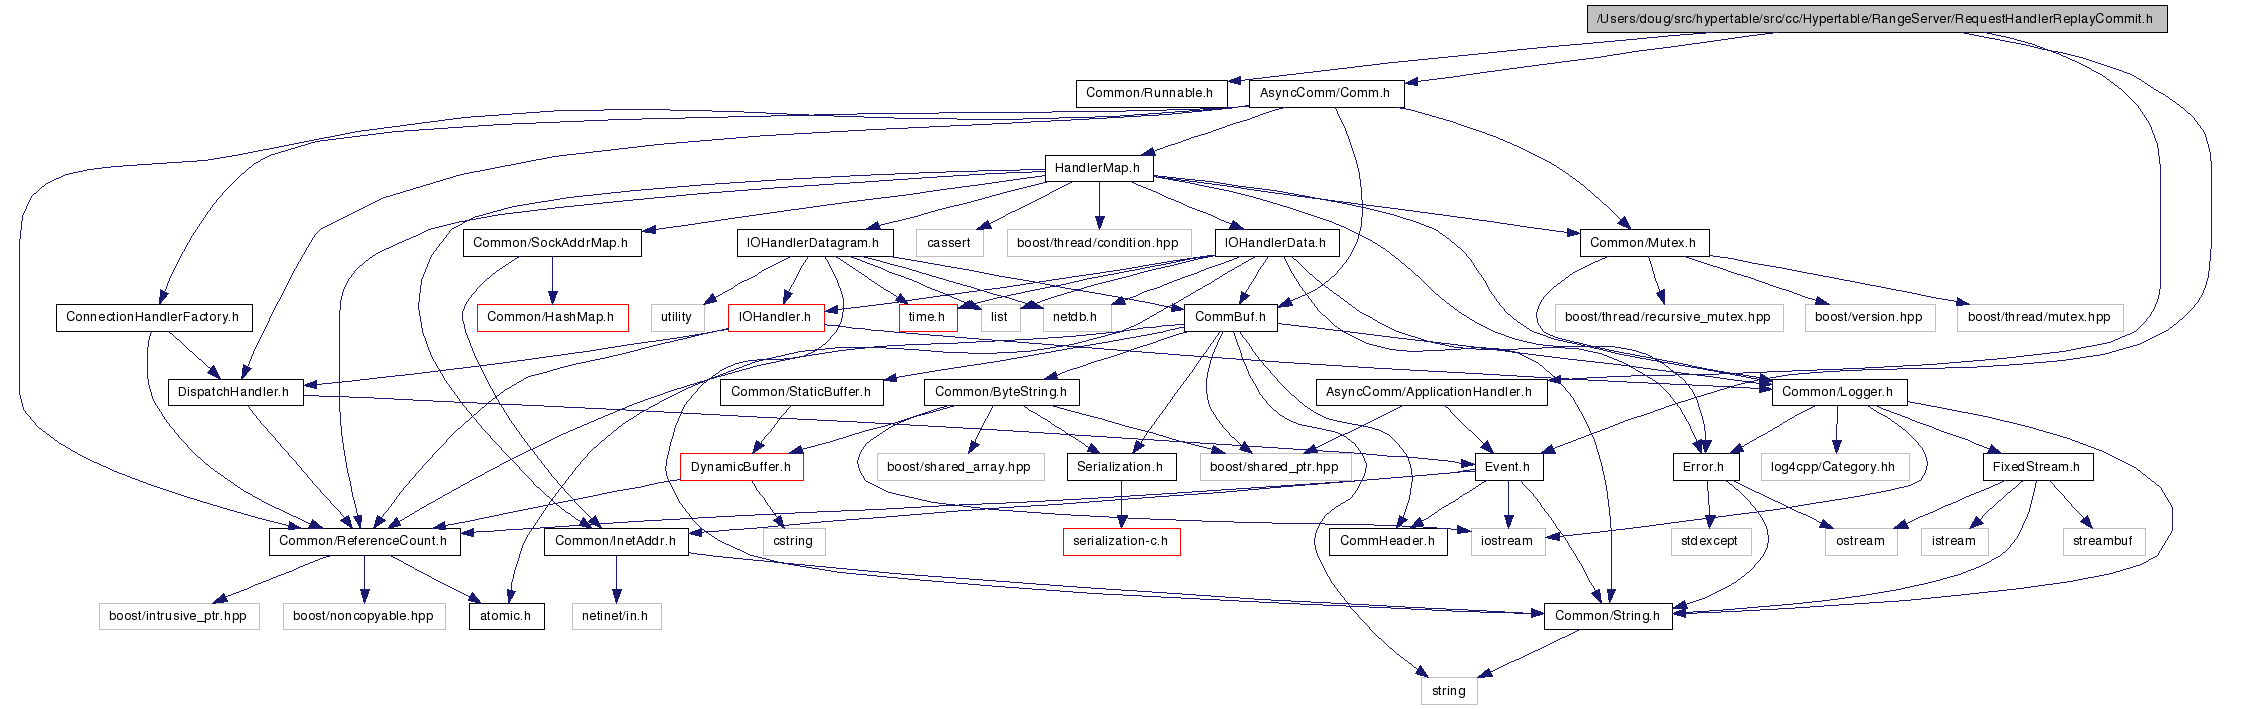 /Users/doug/src/hypertable/src/cc/Hypertable/RangeServer/RequestHandlerReplayCommit.h
Common/Runnable.h
AsyncComm/Comm.h
HandlerMap.h
Common/SockAddrMap.h
IOHandlerDatagram.h
cassert
boost/thread/condition.hpp
IOHandlerData.h
Common/Mutex.h
ConnectionHandlerFactory.h
Common/HashMap.h
utility
IOHandler.h
time.h
list
netdb.h
CommBuf.h
boost/thread/recursive_mutex.hpp
boost/version.hpp
boost/thread/mutex.hpp
DispatchHandler.h
Common/StaticBuffer.h
Common/ByteString.h
AsyncComm/ApplicationHandler.h
Common/Logger.h
DynamicBuffer.h
boost/shared_array.hpp
Serialization.h
boost/shared_ptr.hpp
Event.h
Error.h
log4cpp/Category.hh
FixedStream.h
Common/ReferenceCount.h
Common/InetAddr.h
cstring
serialization-c.h
CommHeader.h
iostream
stdexcept
ostream
istream
streambuf
boost/intrusive_ptr.hpp
boost/noncopyable.hpp
atomic.h
netinet/in.h
Common/String.h
string